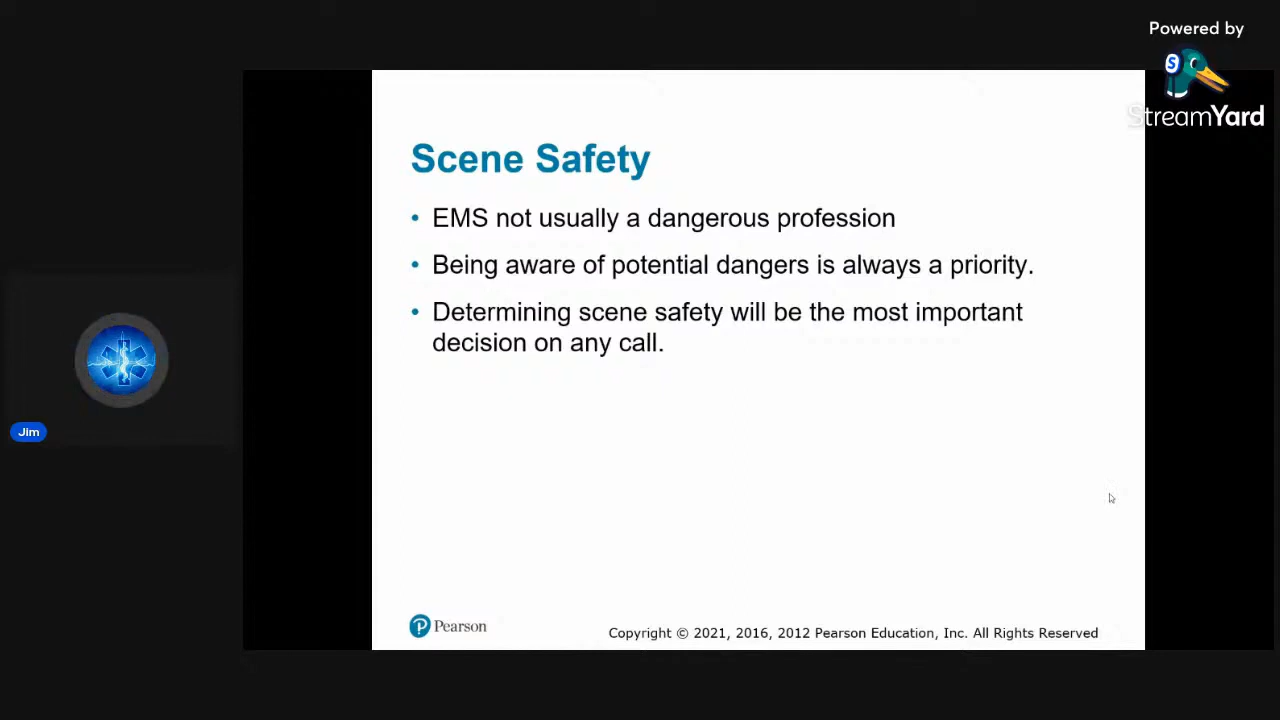 Powered by
StreamYard
Scene Safety
• EMS not usually a dangerous profession
• Being aware of potential dangers is always a priority.
• Determining scene safety will be the most important
decision on any call.
Jim
Pearson
Copyright © 2021, 2016, 2012 Pearson Education, Inc. All Rights Reserved